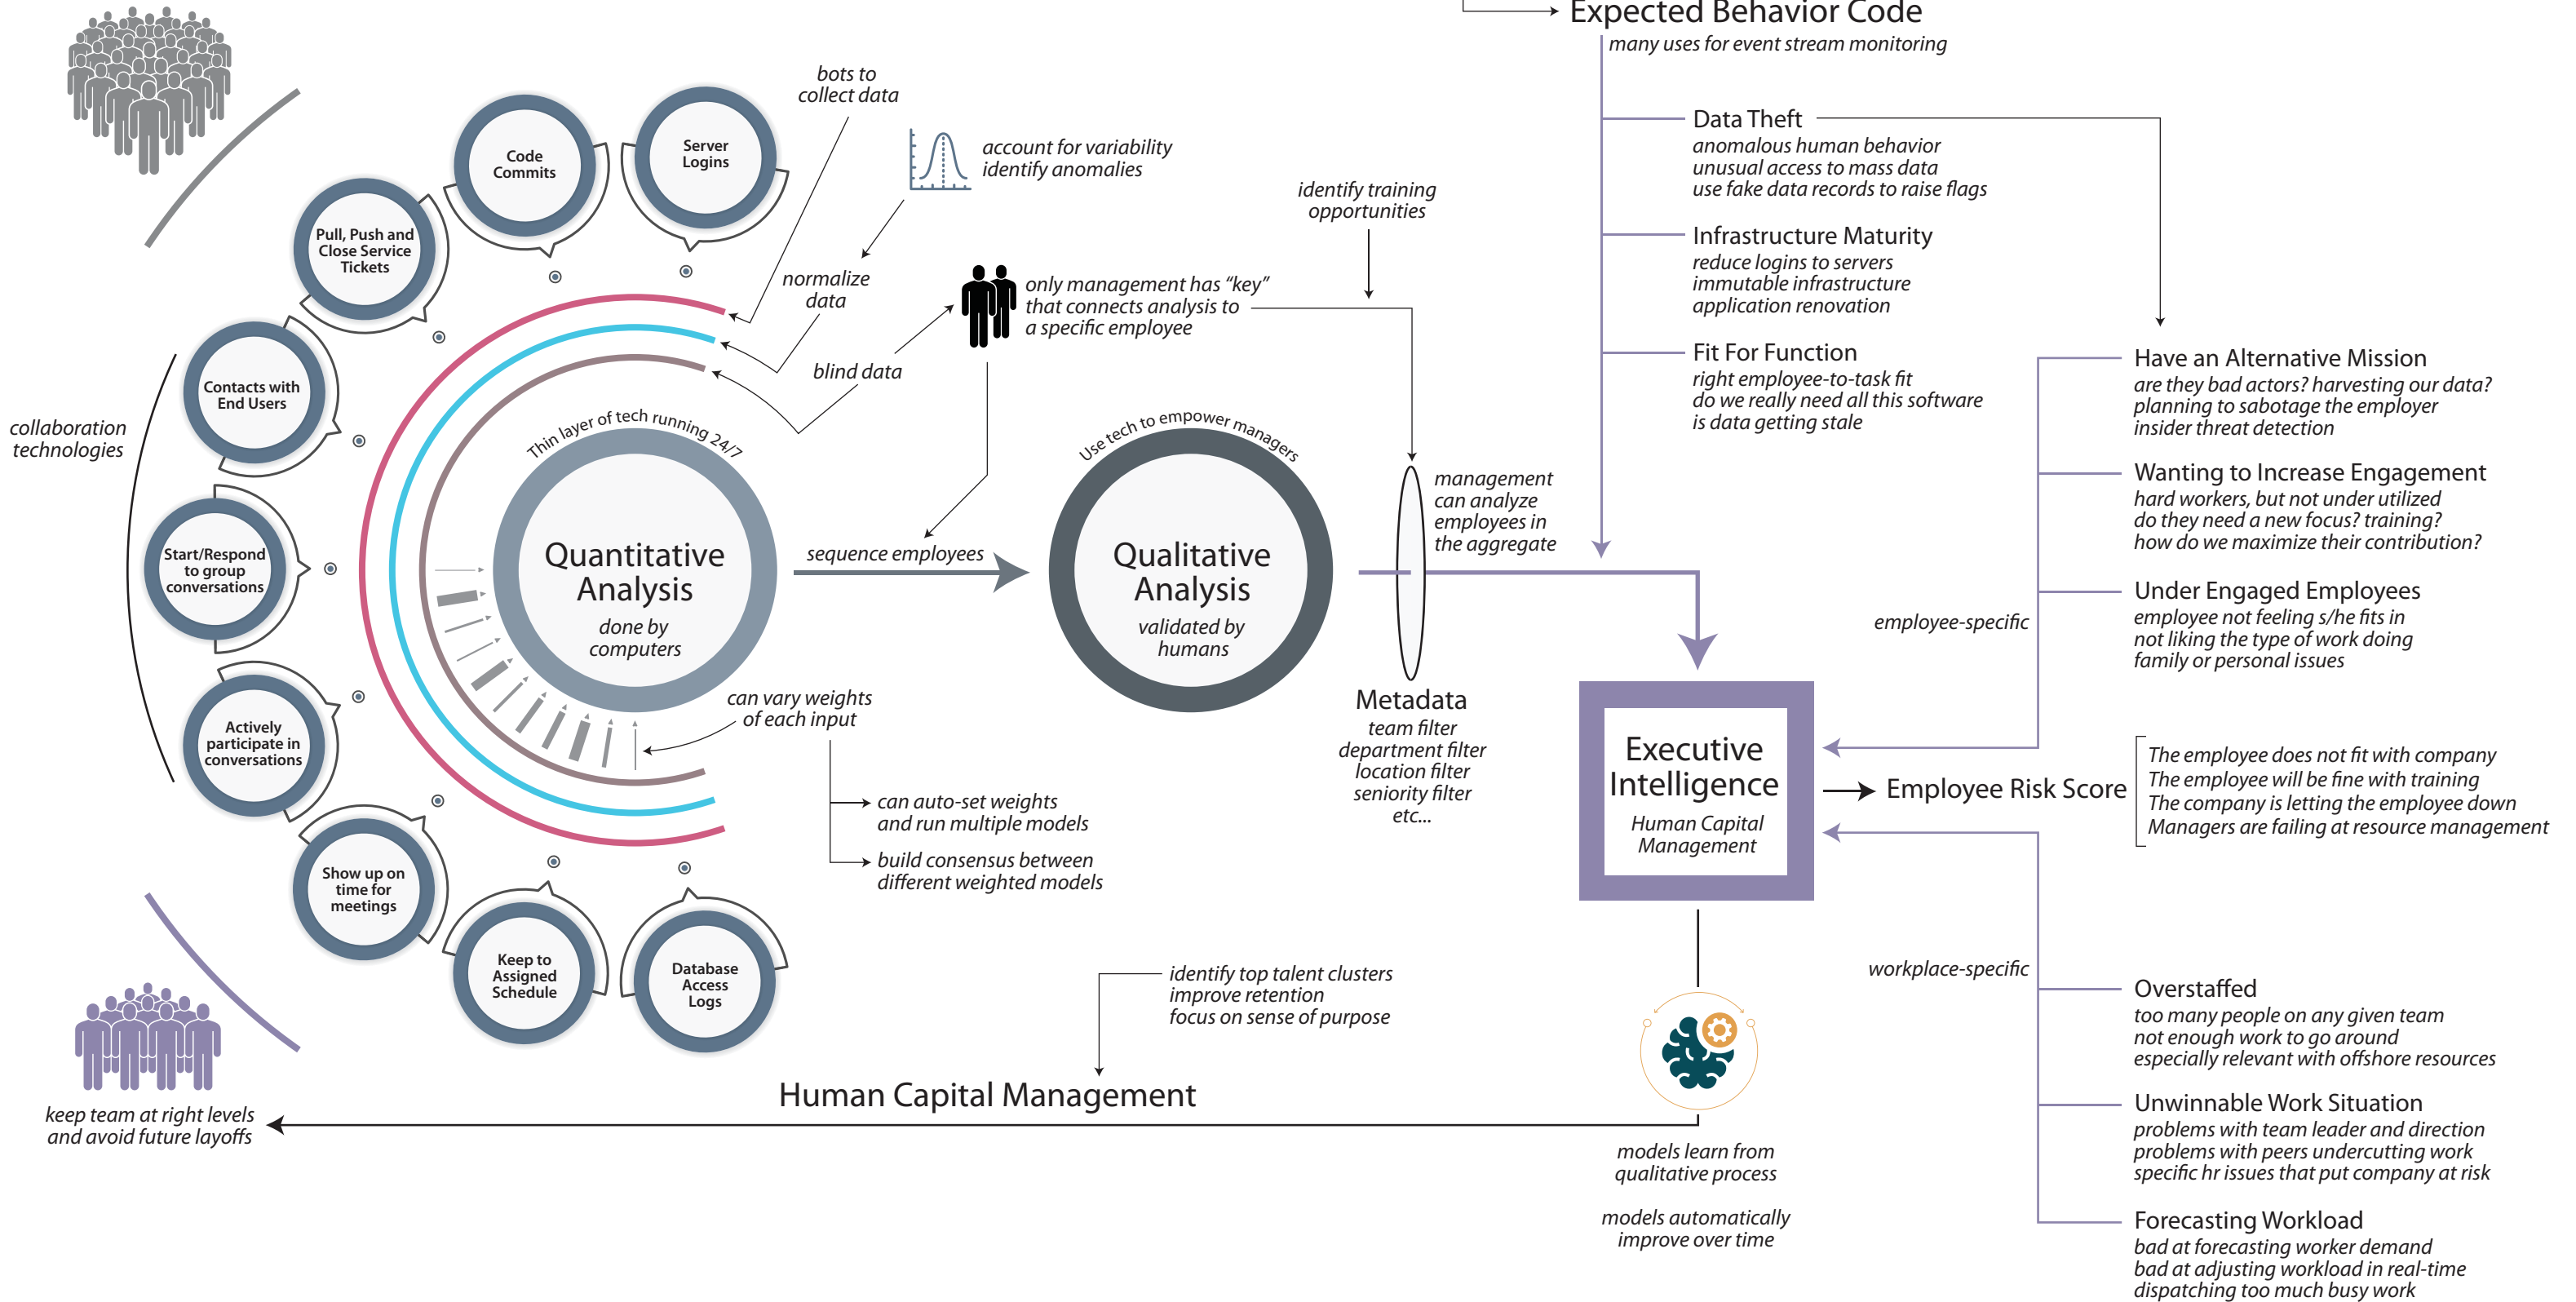 Expected Behavior Code
many uses for event stream monitoring
bots to
collect data
account for variability
identify anomalies
normalize
data
blind data
only management has “key”
that connects analysis to
a specific employee
identify training
opportunities
Server
Logins
Code
Commits
Pull, Push and
Close Service
Tickets
Contacts with
End Users
Start/Respond
to group
conversations
Actively
participate in
conversations
Show up on
time for
meetings
Keep to
Assigned
Schedule
Database
Access
Logs
collaboration
technologies
Thin layer of tech running 24/7
Quantitative
Analysis
done by
computers
sequence employees
Use tech to empower managers
Qualitative
Analysis
validated by
humans
can vary weights
of each input
can auto-set weights
and run multiple models
build consensus between
different weighted models
management
can analyze
employees in
the aggregate
Metadata
team filter
department filter
location filter
seniority filter
etc...
Data Theft
anomalous human behavior
unusual access to mass data
use fake data records to raise flags
Infrastructure Maturity
reduce logins to servers
immutable infrastructure
application renovation
Fit For Function
right employee-to-task fit
do we really need all this software
is data getting stale
Have an Alternative Mission
are they bad actors? harvesting our data?
planning to sabotage the employer
insider threat detection
Wanting to Increase Engagement
hard workers, but not under utilized
do they need a new focus? training?
how do we maximize their contribution?
Under Engaged Employees
employee not feeling s/he fits in
not liking the type of work doing
family or personal issues
employee-specific
Executive
Intelligence
Human Capital
Management
Employee Risk Score
The employee does not fit with company
The employee will be fine with training
The company is letting the employee down
Managers are failing at resource management
workplace-specific
Overstaffed
too many people on any given team
not enough work to go around
especially relevant with offshore resources
Unwinnable Work Situation
problems with team leader and direction
problems with peers undercutting work
specific hr issues that put company at risk
Forecasting Workload
bad at forecasting worker demand
bad at adjusting workload in real-time
dispatching too much busy work
identify top talent clusters
improve retention
focus on sense of purpose
Human Capital Management
keep team at right levels
and avoid future layoffs
models learn from
qualitative process
models automatically
improve over time